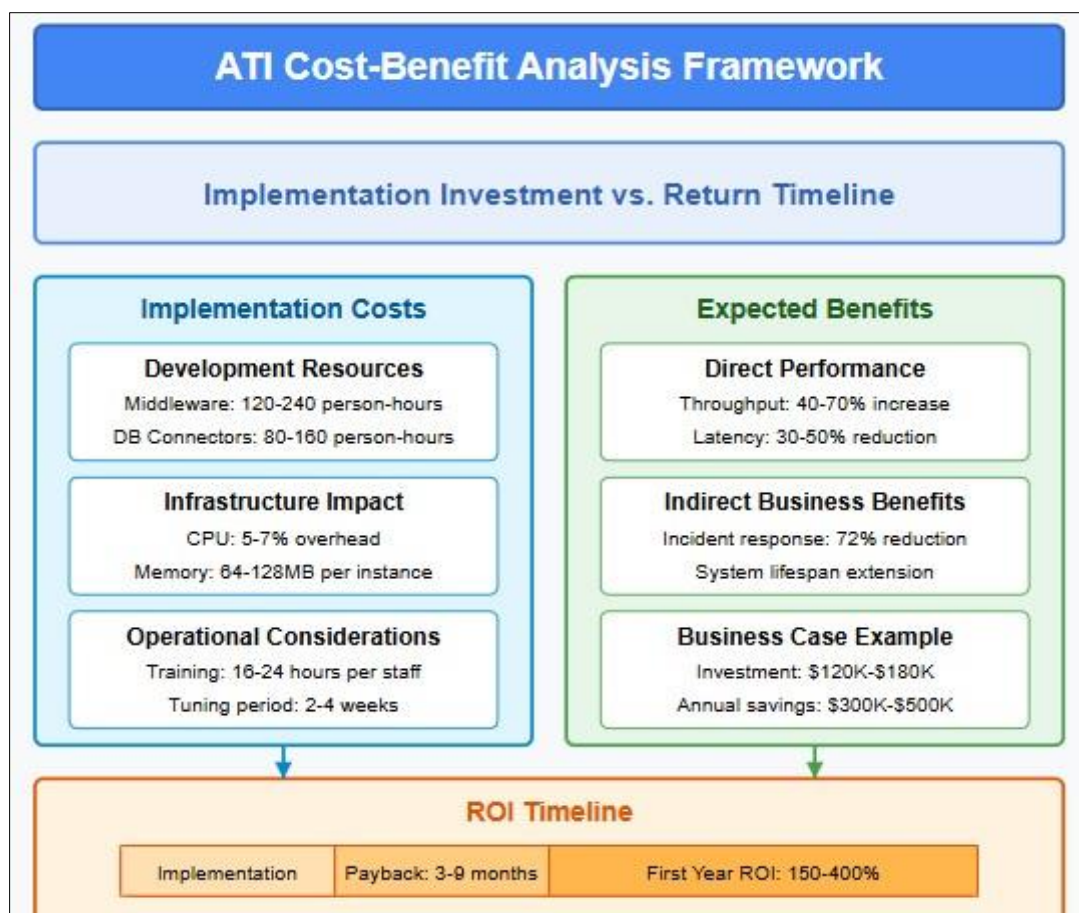 ATI Cost-Benefit Analysis Framework
Implementation Investment vs. Return Timeline
Implementation Costs
Development Resources
Middleware: 120-240 person-hours
DB Connectors: 80-160 person-hours
Infrastructure Impact
CPU: 5-7% overhead
Memory: 64-128MB per instance
Operational Considerations
Training: 16-24 hours per staff
Tuning period: 2-4 weeks
Expected Benefits
Direct Performance
Throughput: 40-70% increase
Latency: 30-50% reduction
Indirect Business Benefits
Incident response: 72% reduction
System lifespan extension
Business Case Example
Investment: $120K-$180K
Annual savings: $300K-$500K
ROI Timeline
Implementation
Payback: 3-9 months
First Year ROI: 150-400%